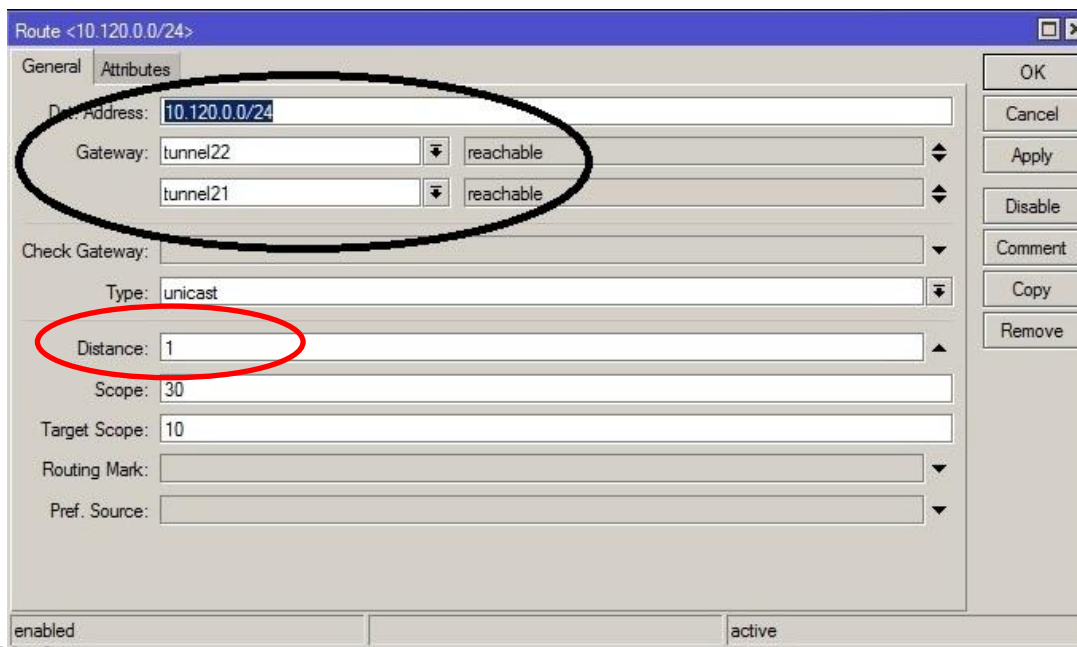 Route <10.120.0.0/24>
General Attributes
OK
Dst. Address: 10.120.0.0/24
Cancel
Gateway: tunnel22 reachable
Apply
tunnel21 reachable
Disable
Check Gateway:
Comment
Type: unicast
Copy
Remove
Distance: 1
Scope: 30
Target Scope: 10
Routing Mark:
Pref. Source:
enabled active